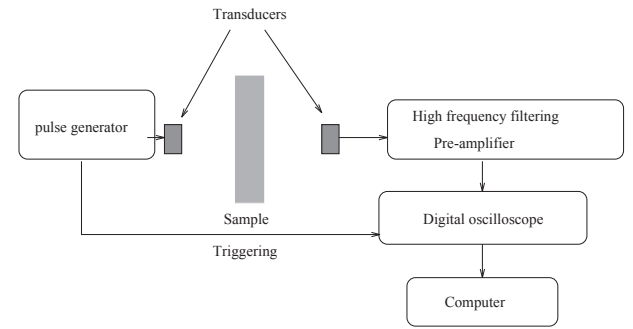 Transducers
pulse generator
High frequency filtering
Pre-amplifier
Sample
Digital oscilloscope
Triggering
Computer